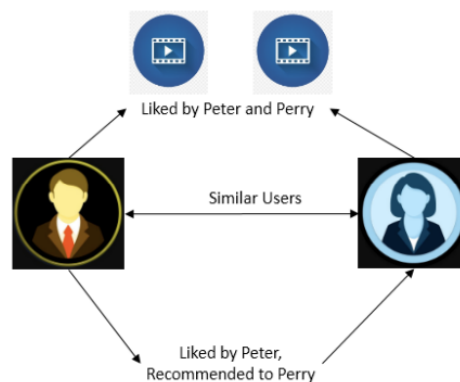 Liked by Peter and Perry
Similar Users
Liked by Peter,
Recommended to Perry